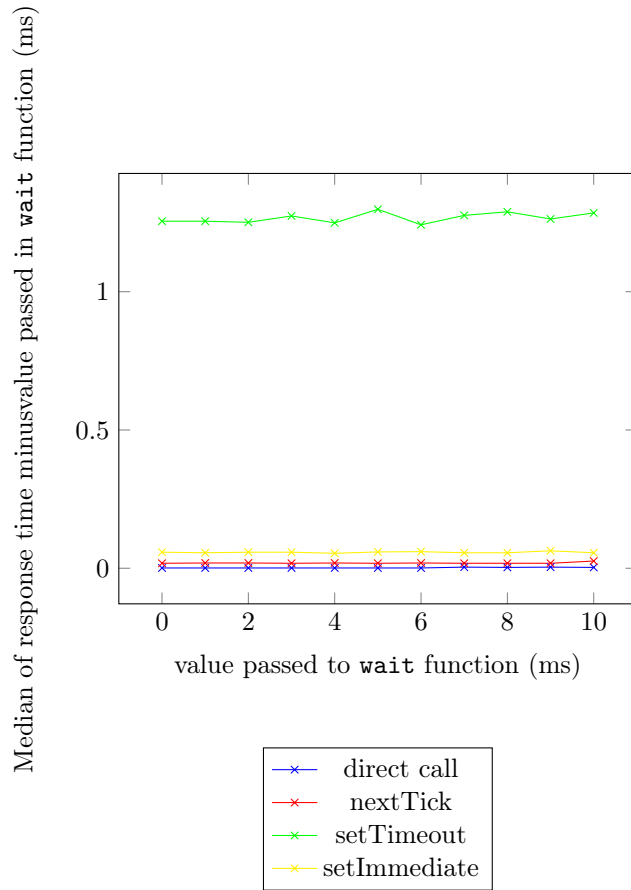 Median of response time minusvalue passed in wait function (ms)
1
0.5
0
0 2 4 6 8 10
value passed to wait function (ms)
direct call
nextTick
setTimeout
setImmediate